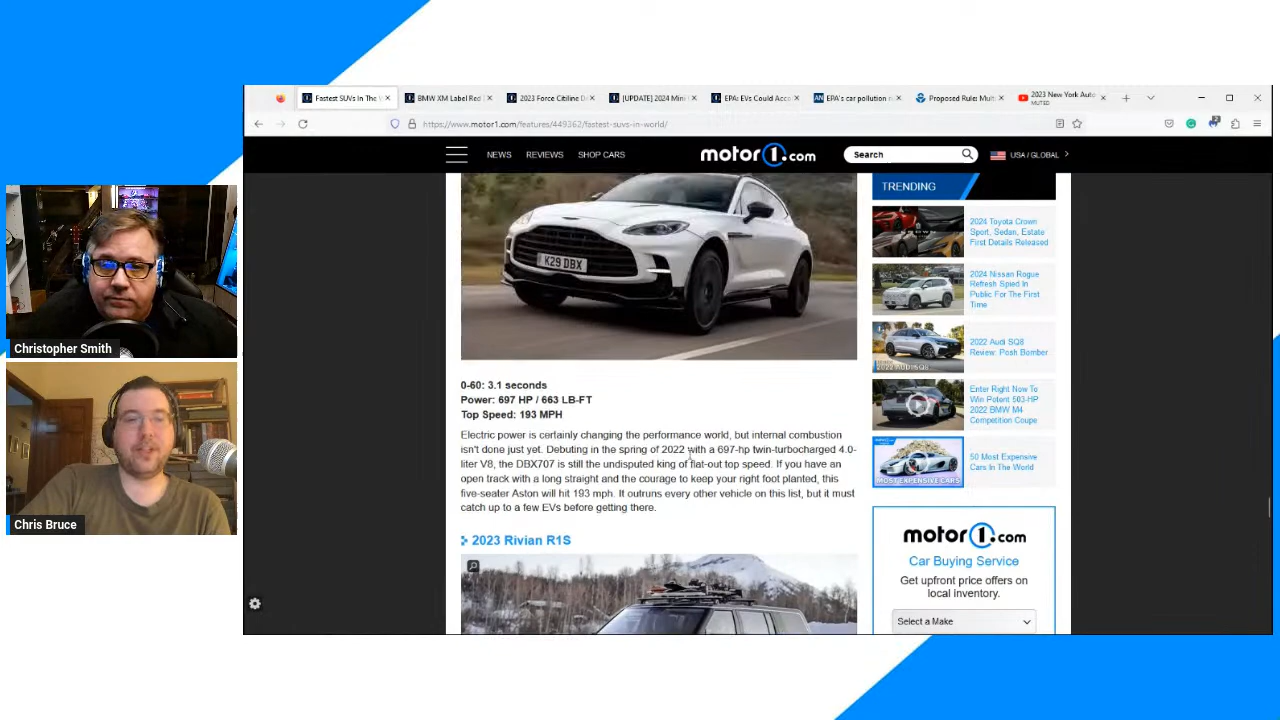 Fastest SUVs In The W
BMW XM Label Red
2023 Force Citiline D
[UPDATE] 2024 Mini
EPA: EVs Could Acco
EPA's car pollution r
Proposed Rule: Mult
2023 New York Auto
MUTED
https://www.motor1.com/features/449362/fastest-suvs-in-world/
NEWS
REVIEWS
SHOP CARS
motor1.com
Search
USA / GLOBAL
TRENDING
2024 Toyota Crown
Sport, Sedan, Estate
First Details Released
2024 Nissan Rogue
Refresh Spied In
Public For The First
Time
2022 Audi SQ8
Review: Posh Bomber
2022 AUDI SQ8
Enter Right Now To
Win Potent 503-HP
2022 BMW M4
Competition Coupe
50 Most Expensive
Cars In The World
MOST EXPENSIVE CARS
K29 DBX
0-60: 3.1 seconds
Power: 697 HP / 663 LB-FT
Top Speed: 193 MPH
Electric power is certainly changing the performance world, but internal combustion
isn't done just yet. Debuting in the spring of 2022 with a 697-hp twin-turbocharged 4.0-
liter V8, the DBX707 is still the undisputed king of flat-out top speed. If you have an
open track with a long straight and the courage to keep your right foot planted, this
five-seater Aston will hit 193 mph. It outruns every other vehicle on this list, but it must
catch up to a few EVs before getting there.
2023 Rivian R1S
motor1.com
Car Buying Service
Get upfront price offers on
local inventory.
Select a Make
Christopher Smith
Chris Bruce